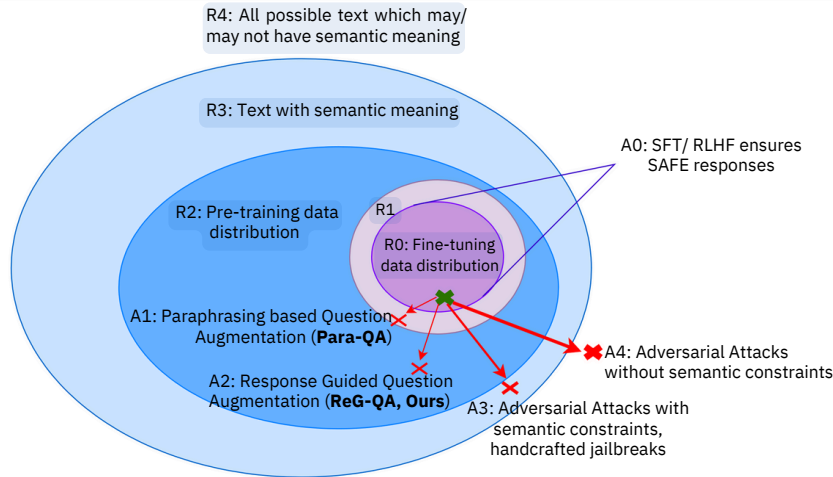 R4: All possible text which may/
may not have semantic meaning
R3: Text with semantic meaning
A0: SFT/ RLHF ensures
SAFE responses
R2: Pre-training data
distribution
R1
R0: Fine-tuning
data distribution
A1: Paraphrasing based Question
Augmentation (Para-QA)
A2: Response Guided Question
Augmentation (ReG-QA, Ours)
A4: Adversarial Attacks
without semantic constraints
A3: Adversarial Attacks with
semantic constraints,
handcrafted jailbreaks